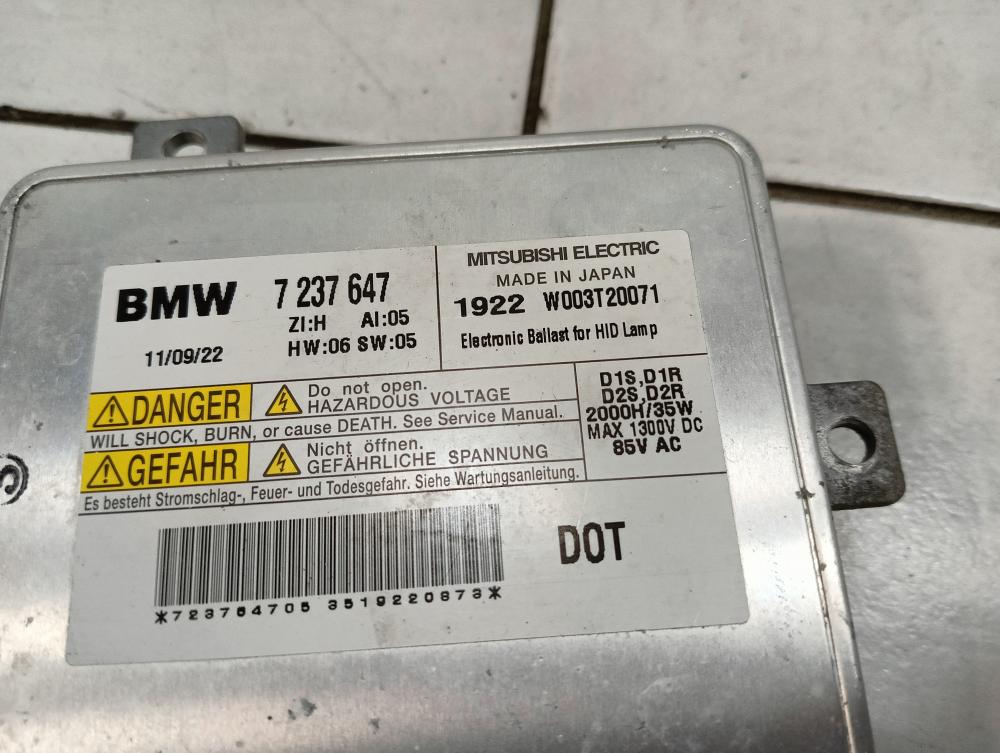 BMW 7 237 647
ZI:H AI:05
11/09/22 HW:06 SW:05
MITSUBISHI ELECTRIC
MADE IN JAPAN
1922 W003T20071
Electronic Ballast for HID Lamp
DANGER Do not open.
HAZARDOUS VOLTAGE
WILL SHOCK, BURN, or cause DEATH. See Service Manual.
GEFAHR Nicht öffnen.
GEFÄHRLICHE SPANNUNG
Es besteht Stromschlag-, Feuer- und Todesgefahr. Siehe Wartungsanleitung.
D1S,D1R
D2S,D2R
2000H/35W
MAX 1300V DC
85V AC
DOT
*723764705 3519220873*